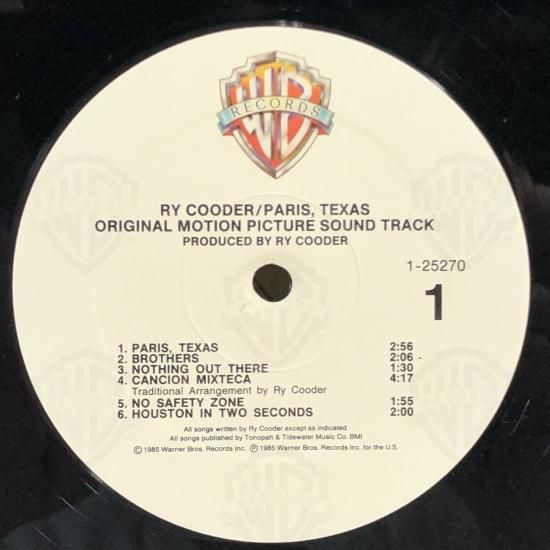 WB
RECORDS
RY COODER/PARIS, TEXAS
ORIGINAL MOTION PICTURE SOUND TRACK
PRODUCED BY RY COODER
1-25270
1
1. PARIS, TEXAS 2:56
2. BROTHERS 2:06
3. NOTHING OUT THERE 1:30
4. CANCION MIXTECA 4:17
Traditional Arrangement by Ry Cooder
5. NO SAFETY ZONE 1:55
6. HOUSTON IN TWO SECONDS 2:00
All songs written by Ry Cooder except as indicated.
All songs published by Tonopah & Tidewater Music Co. BMI
©1985 Warner Bros. Records Inc. ℗1985 Warner Bros. Records Inc. for the U.S.